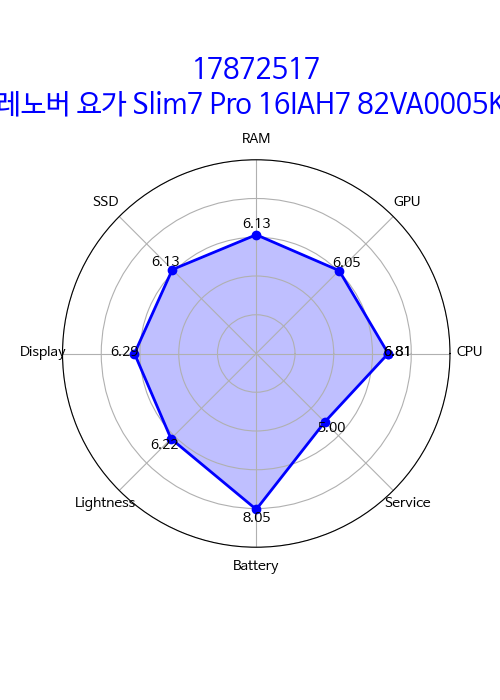 17872517
레노버 요가 Slim7 Pro 16IAH7 82VA0005K
RAM
SSD
GPU
6.13
6.13
6.05
Display
6.29
6.81
CPU
6.22
5.00
Lightness
Service
8.05
Battery